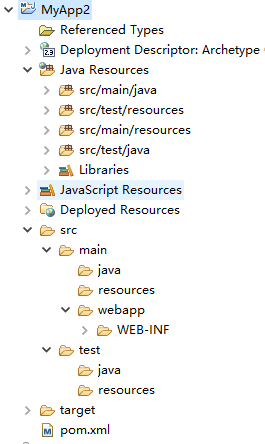 MyApp2
Referenced Types
Deployment Descriptor: Archetype
Java Resources
src/main/java
src/test/resources
src/main/resources
src/test/java
Libraries
JavaScript Resources
Deployed Resources
src
main
java
resources
webapp
WEB-INF
test
java
resources
target
pom.xml